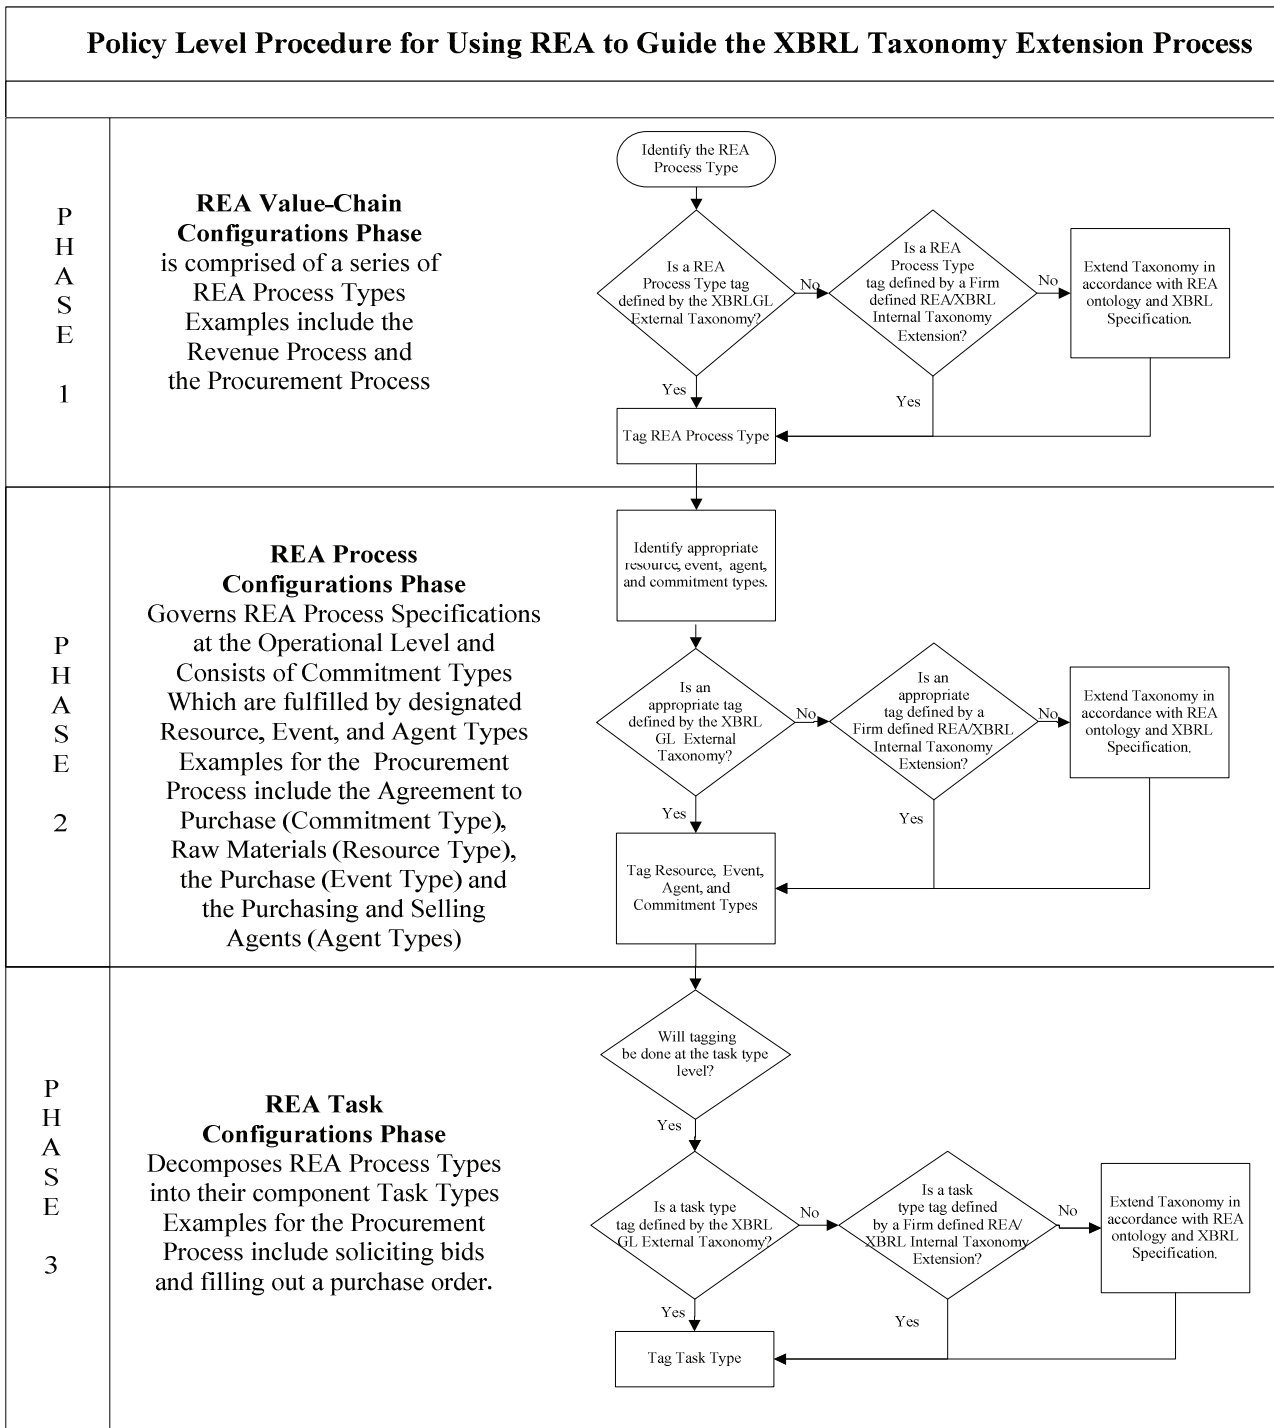 Policy Level Procedure for Using REA to Guide the XBRL Taxonomy Extension Process
P
H
A
S
E
1
REA Value-Chain
Configurations Phase
is comprised of a series of
REA Process Types
Examples include the
Revenue Process and
the Procurement Process
Identify the REA
Process Type
Is a REA
Process Type tag
defined by the XBRLGL
External Taxonomy?
No
Is a REA
Process Type
tag defined by a Firm
defined REA/XBRL
Internal Taxonomy
Extension?
No
Extend Taxonomy in
accordance with REA
ontology and XBRL
Specification.
Yes
Yes
Tag REA Process Type
P
H
A
S
E
2
REA Process
Configurations Phase
Governs REA Process Specifications
at the Operational Level and
Consists of Commitment Types
Which are fulfilled by designated
Resource, Event, and Agent Types
Examples for the Procurement
Process include the Agreement to
Purchase (Commitment Type),
Raw Materials (Resource Type),
the Purchase (Event Type) and
the Purchasing and Selling
Agents (Agent Types)
Identify appropriate
resource, event, agent,
and commitment types.
Is an
appropriate tag
defined by the XBRL
GL External
Taxonomy?
No
Is an
appropriate
tag defined by a
Firm defined REA/XBRL
Internal Taxonomy
Extension?
No
Extend Taxonomy in
accordance with REA
ontology and XBRL
Specification.
Yes
Yes
Tag Resource, Event,
Agent, and
Commitment Types
P
H
A
S
E
3
REA Task
Configurations Phase
Decomposes REA Process Types
into their component Task Types
Examples for the Procurement
Process include soliciting bids
and filling out a purchase order.
Will tagging
be done at the task type
level?
Yes
Is a task type
tag defined by the XBRL
GL External Taxonomy?
No
Is a task
type tag defined
by a Firm defined REA/
XBRL Internal Taxonomy
Extension?
No
Extend Taxonomy in
accordance with REA
ontology and XBRL
Specification.
Yes
Yes
Tag Task Type